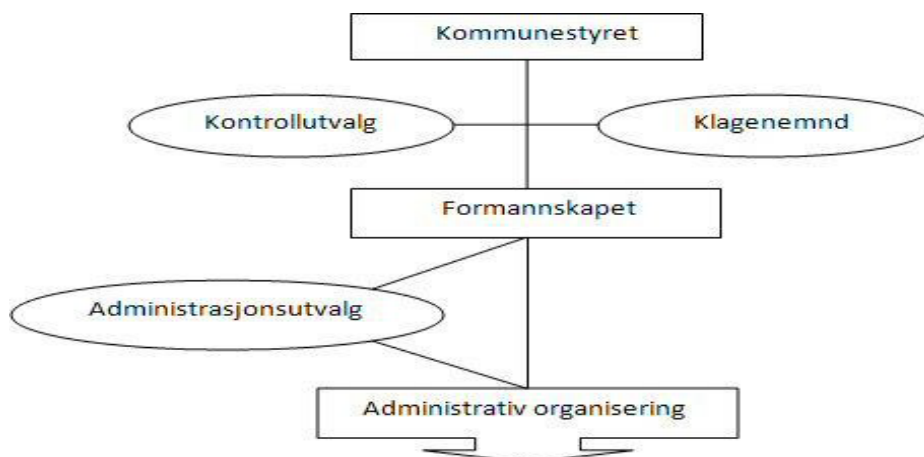 Kommunestyret
Kontrollutvalg
Klagenemnd
Formannskapet
Administrasjonsutvalg
Administrativ organisering